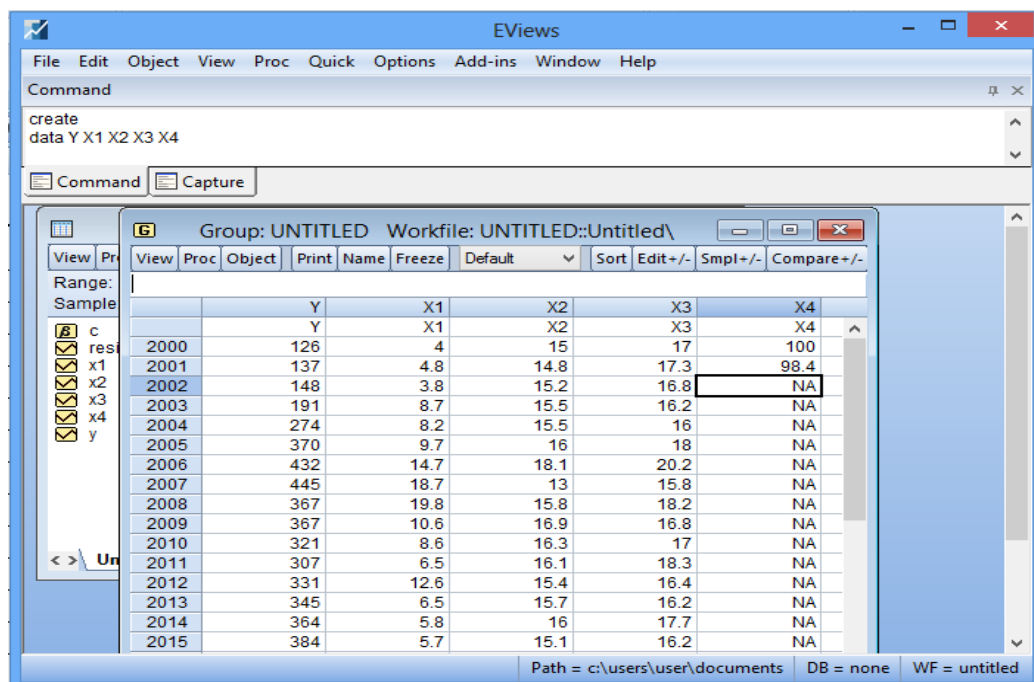 EViews
File Edit Object View Proc Quick Options Add-ins Window Help
Command
create
data Y X1 X2 X3 X4
Command Capture
Group: UNTITLED Workfile: UNTITLED::Untitled\
View Pr
View Proc Object Print Name Freeze Default Sort Edit+/- Smpl+/- Compare+/-
Range:
Sample
c
resi
x1
x2
x3
x4
y
Un
Y X1 X2 X3 X4
Y X1 X2 X3 X4
2000 126 4 15 17 100
2001 137 4.8 14.8 17.3 98.4
2002 148 3.8 15.2 16.8 NA
2003 191 8.7 15.5 16.2 NA
2004 274 8.2 15.5 16 NA
2005 370 9.7 16 18 NA
2006 432 14.7 18.1 20.2 NA
2007 445 18.7 13 15.8 NA
2008 367 19.8 15.8 18.2 NA
2009 367 10.6 16.9 16.8 NA
2010 321 8.6 16.3 17 NA
2011 307 6.5 16.1 18.3 NA
2012 331 12.6 15.4 16.4 NA
2013 345 6.5 15.7 16.2 NA
2014 364 5.8 16 17.7 NA
2015 384 5.7 15.1 16.2 NA
Path = c:\users\user\documents DB = none WF = untitled